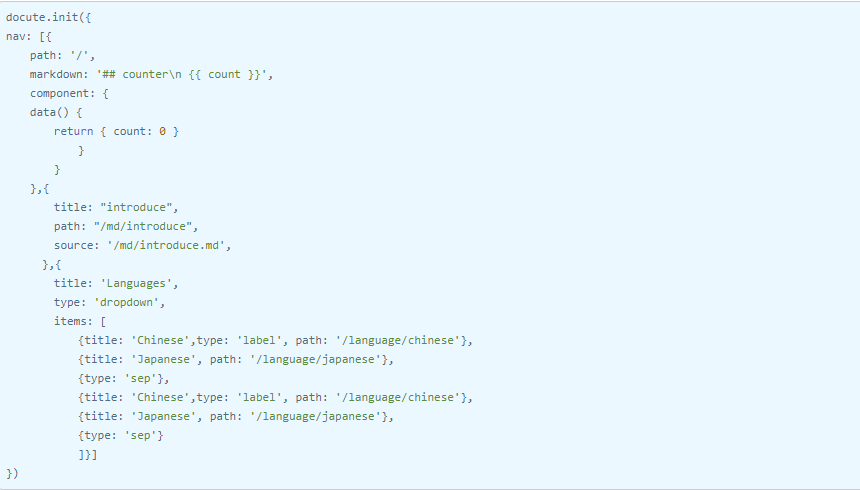 docute.init({
nav: [{
path: '/',
markdown: '## counter\n {{ count }}',
component: {
data() {
return { count: 0 }
}
}
},{
title: "introduce",
path: "/md/introduce",
source: '/md/introduce.md',
},{
title: 'Languages',
type: 'dropdown',
items: [
{title: 'Chinese',type: 'label', path: '/language/chinese'},
{title: 'Japanese', path: '/language/japanese'},
{type: 'sep'},
{title: 'Chinese',type: 'label', path: '/language/chinese'},
{title: 'Japanese', path: '/language/japanese'},
{type: 'sep'}
]}]
})